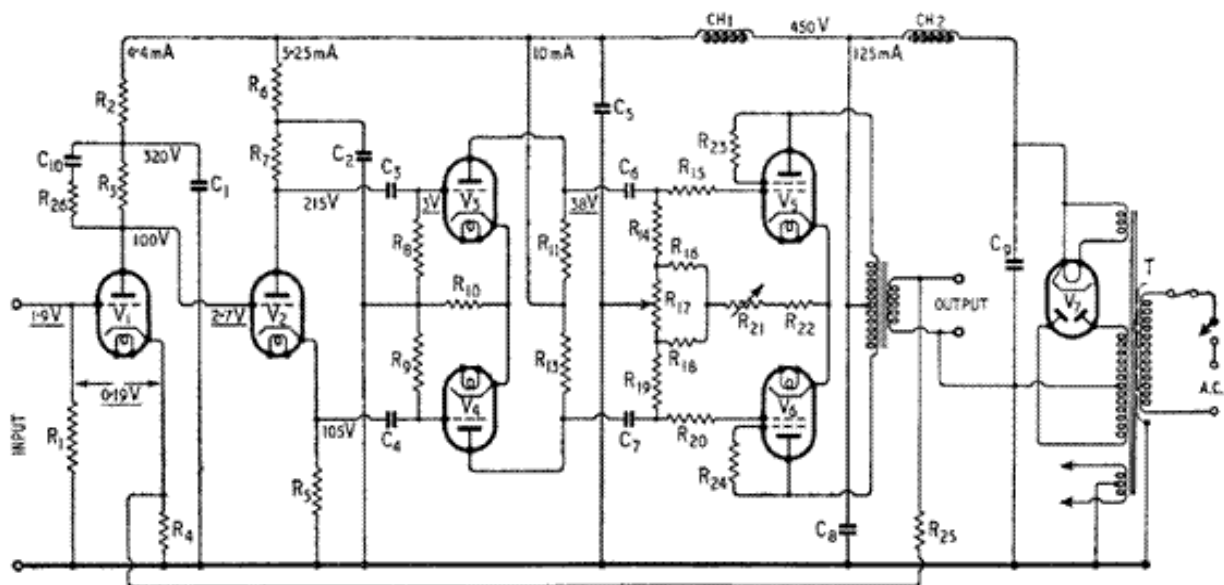 CH1 450V CH2
4·4mA 5·25mA 10mA 125mA
R2 R6 C5 R23
C10 320V R7 C2 C3 C6 R15 V5
R3 C1
R26 215V 3V V3 38V
100V R8 R11 R14 R16 C9 T
R10 R17 R21 R22 OUTPUT V7
1·9V V1 2·7V V2
R9 R13 R18
0·19V V4 R19 V6 A.C.
INPUT R1 105V C4 C7 R20
R5 R24
R4 C8 R25